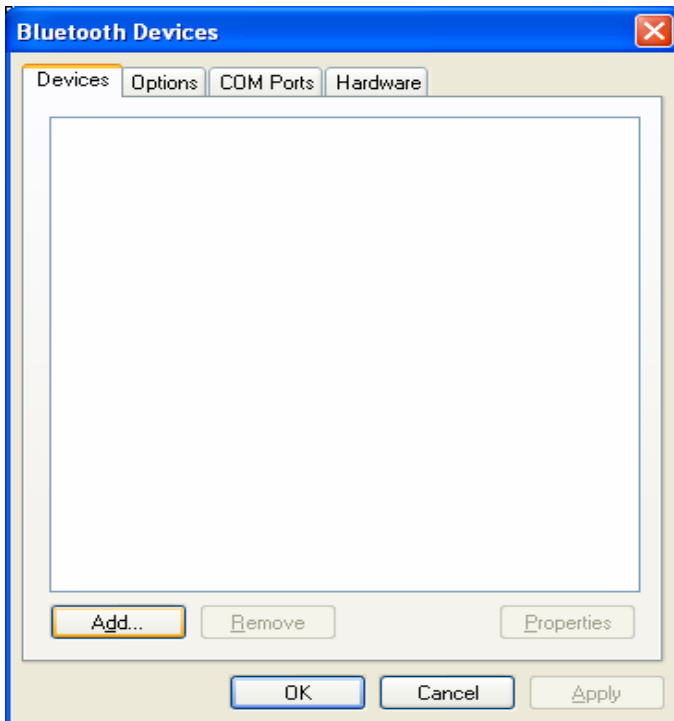 Bluetooth Devices
Devices Options COM Ports Hardware
Add... Remove Properties
OK Cancel Apply